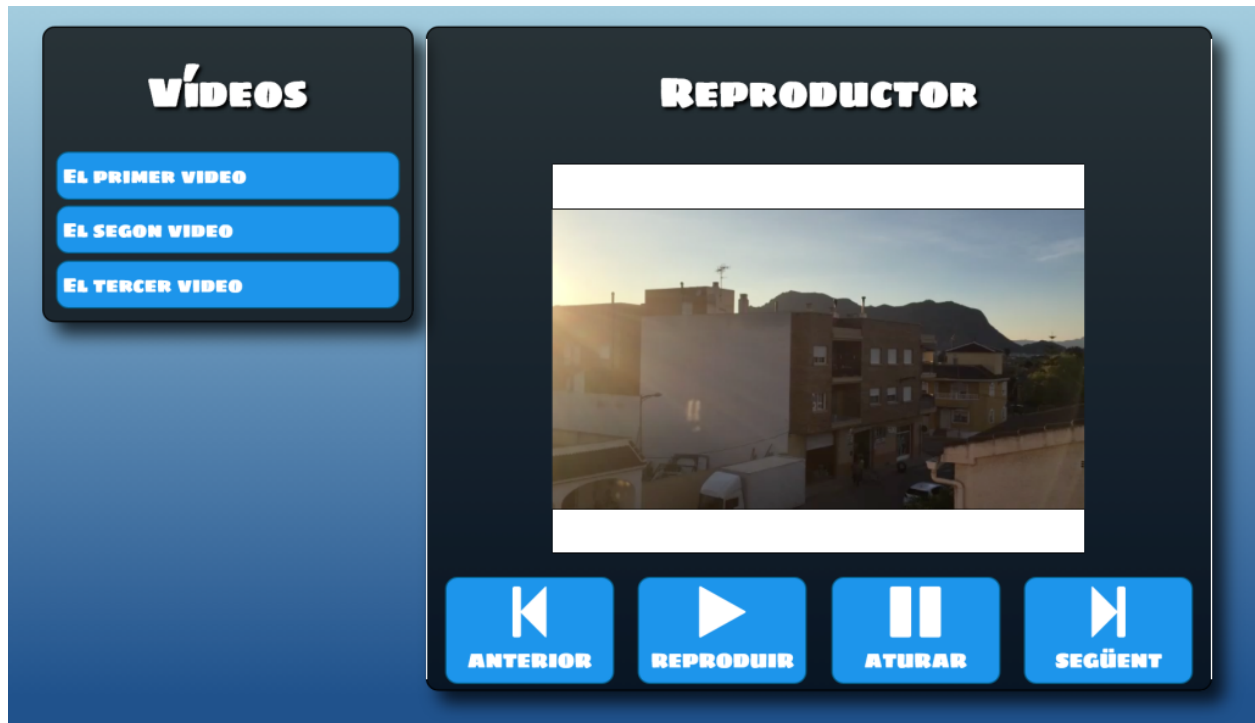 Vídeos
El primer video
El segon video
El tercer video
Reproductor
Anterior
Reproduir
Aturar
Següent